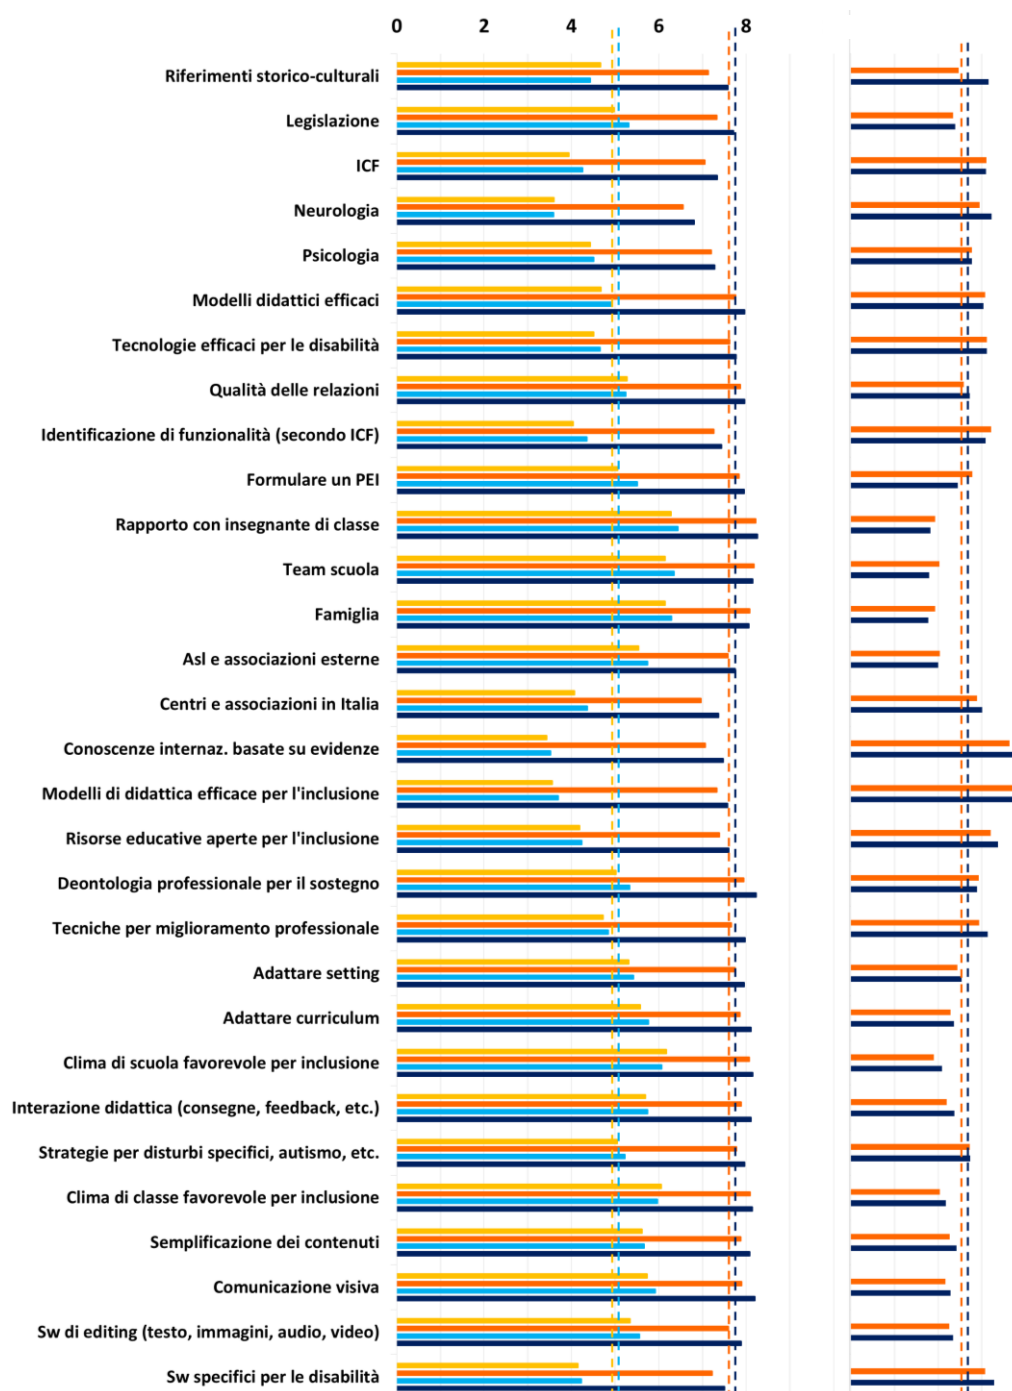 0 2 4 6 8
Riferimenti storico-culturali
Legislazione
ICF
Neurologia
Psicologia
Modelli didattici efficaci
Tecnologie efficaci per le disabilità
Qualità delle relazioni
Identificazione di funzionalità (secondo ICF)
Formulare un PEI
Rapporto con insegnante di classe
Team scuola
Famiglia
Asl e associazioni esterne
Centri e associazioni in Italia
Conoscenze internaz. basate su evidenze
Modelli di didattica efficace per l'inclusione
Risorse educative aperte per l'inclusione
Deontologia professionale per il sostegno
Tecniche per miglioramento professionale
Adattare setting
Adattare curriculum
Clima di scuola favorevole per inclusione
Interazione didattica (consegne, feedback, etc.)
Strategie per disturbi specifici, autismo, etc.
Clima di classe favorevole per inclusione
Semplificazione dei contenuti
Comunicazione visiva
Sw di editing (testo, immagini, audio, video)
Sw specifici per le disabilità